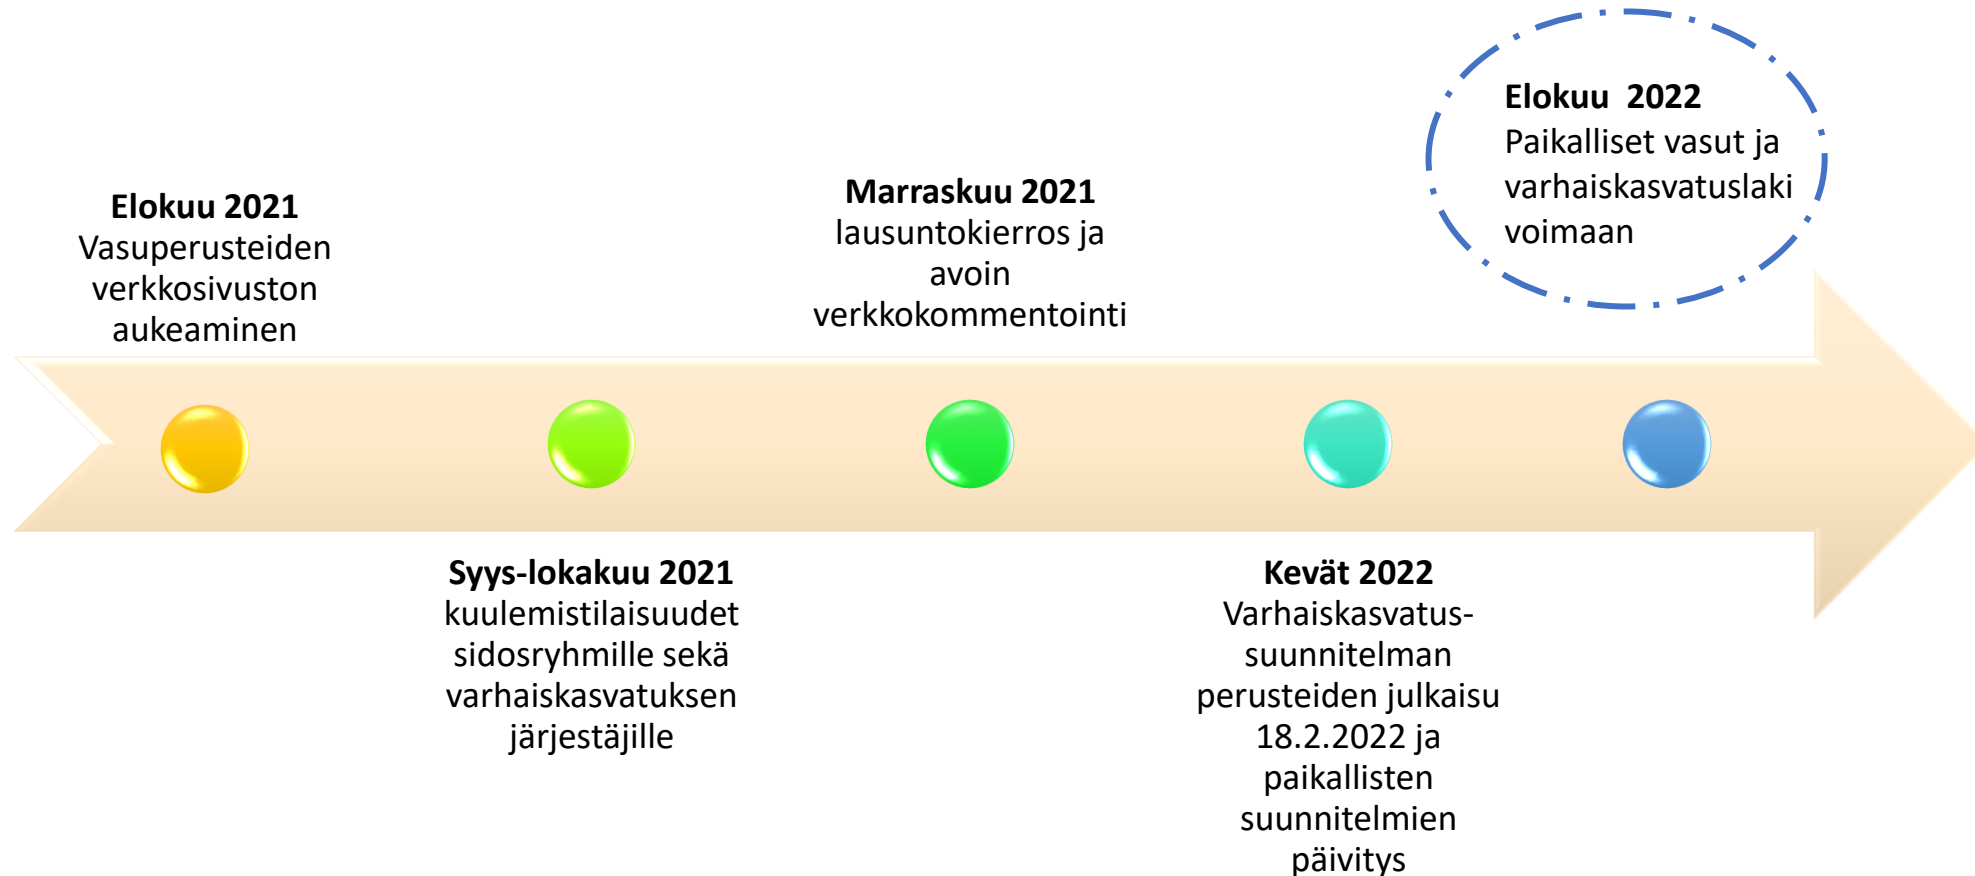 Elokuu 2021
Vasuperusteiden
verkkosivuston
aukeaminen
Syys-lokakuu 2021
kuulemistilaisuudet
sidosryhmille sekä
varhaiskasvatuksen
järjestäjille
Marraskuu 2021
lausuntokierros ja
avoin
verkkokommentointi
Kevät 2022
Varhaiskasvatus-
suunnitelman
perusteiden julkaisu
18.2.2022 ja
paikallisten
suunnitelmien
päivitys
Elokuu 2022
Paikalliset vasut ja
varhaiskasvatuslaki
voimaan